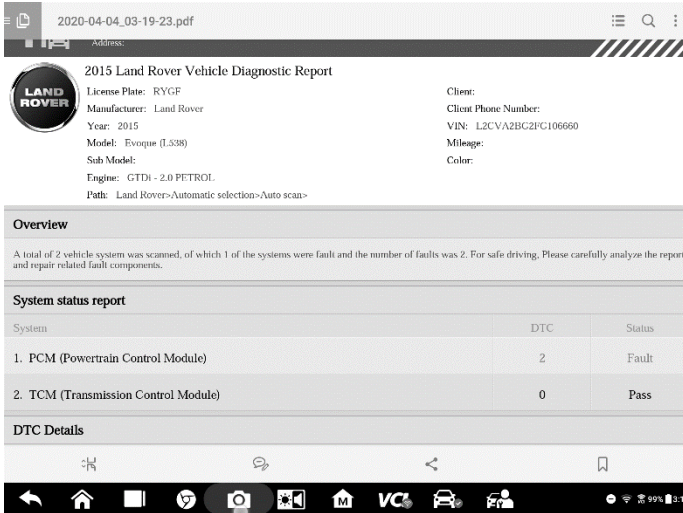 2020-04-04_03-19-23.pdf
Address:
LAND
ROVER
2015 Land Rover Vehicle Diagnostic Report
License Plate: RYGF
Client:
Manufacturer: Land Rover
Client Phone Number:
Year: 2015
VIN: L2CVA2BG2FG106660
Model: Evoque (L538)
Mileage:
Sub Model:
Color:
Engine: GTDi - 2.0 PETROL
Path: Land Rover>Automatic selection>Auto scan>
Overview
A total of 2 vehicle system was scanned, of which 1 of the systems were fault and the number of faults was 2. For safe driving, Please carefully analyze the report
and repair related fault components.
System status report
System DTC Status
1. PCM (Powertrain Control Module) 2 Fault
2. TCM (Transmission Control Module) 0 Pass
DTC Details
M
VCI
99%